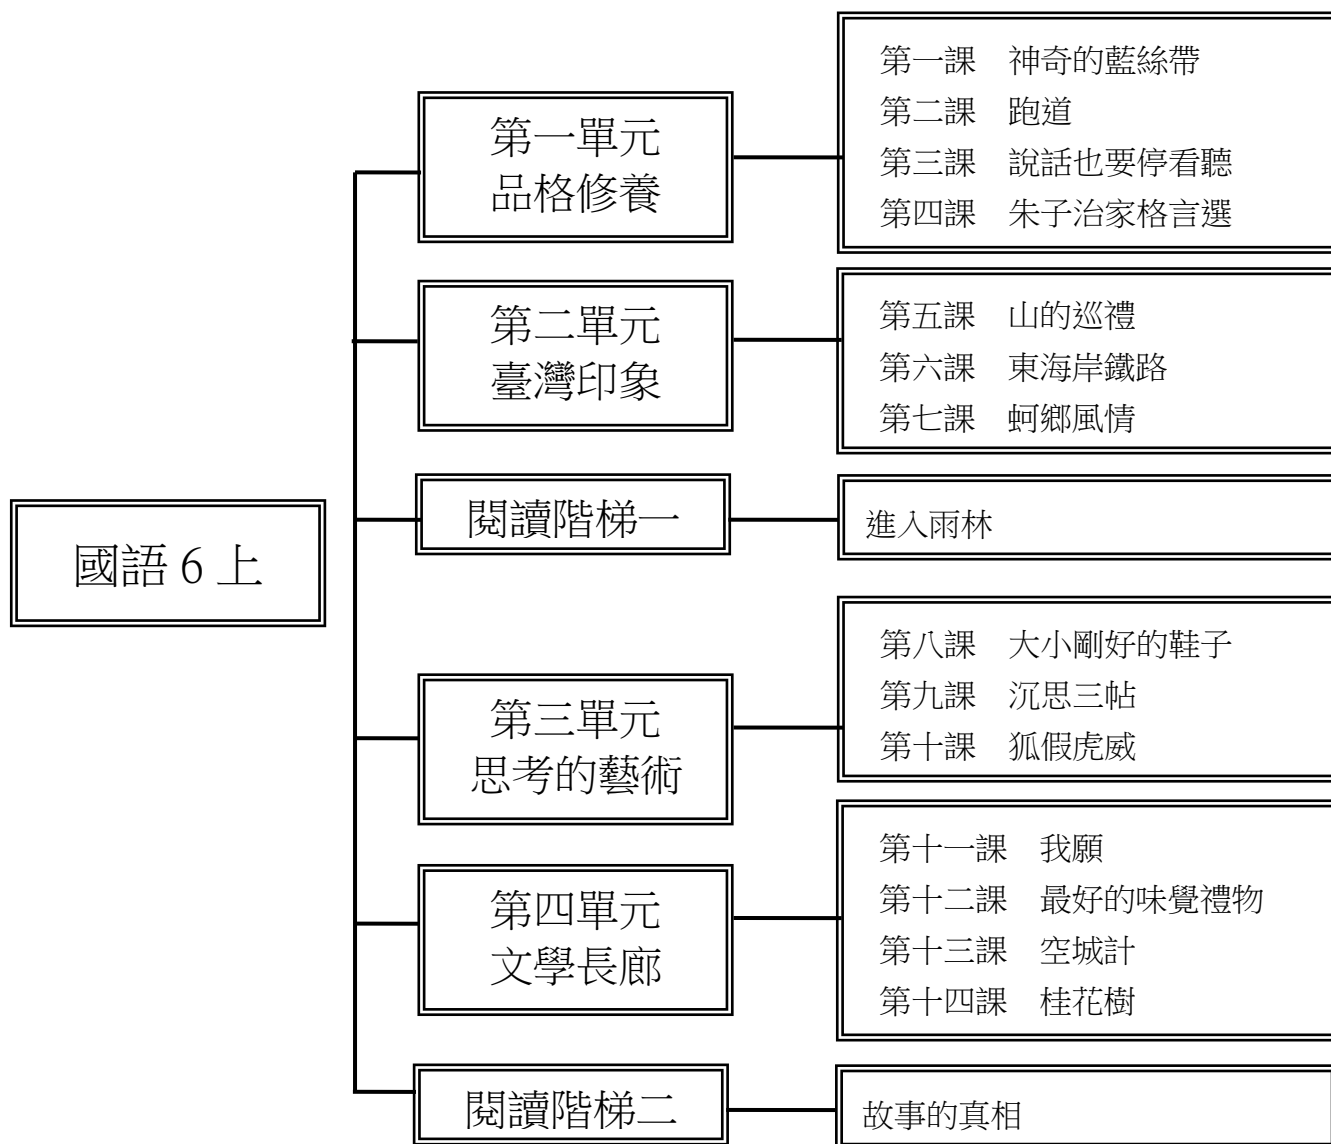 國語 6 上
第一單元
品格修養
第一課　神奇的藍絲帶
第二課　跑道
第三課　說話也要停看聽
第四課　朱子治家格言選
第二單元
臺灣印象
第五課　山的巡禮
第六課　東海岸鐵路
第七課　蚵鄉風情
閱讀階梯一
進入雨林
第三單元
思考的藝術
第八課　大小剛好的鞋子
第九課　沉思三帖
第十課　狐假虎威
第四單元
文學長廊
第十一課　我願
第十二課　最好的味覺禮物
第十三課　空城計
第十四課　桂花樹
閱讀階梯二
故事的真相